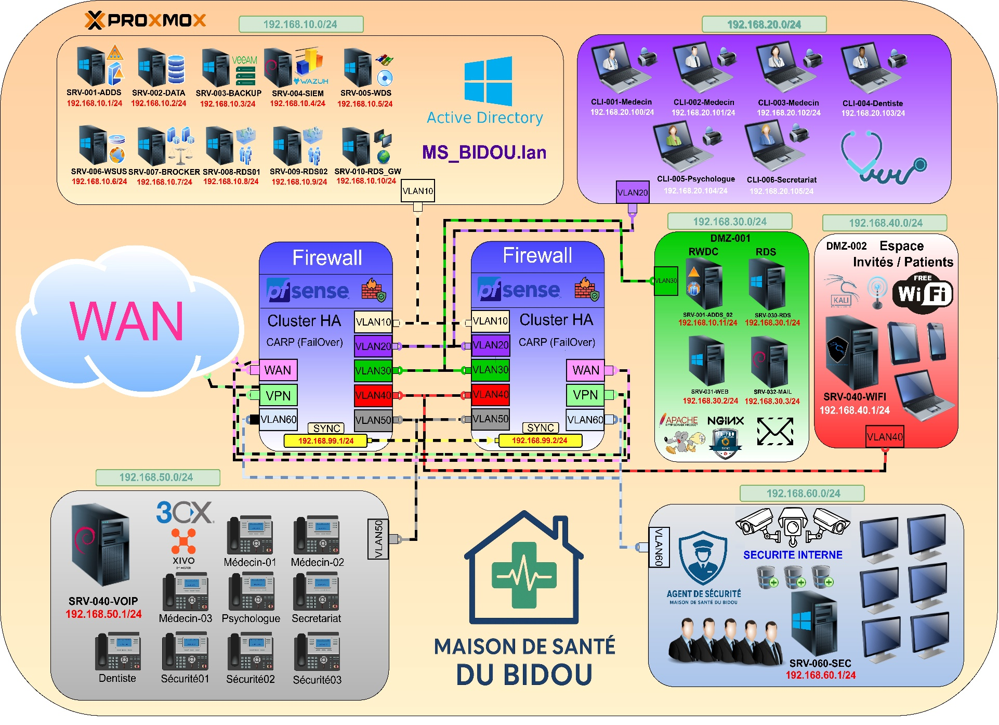 PROXMOX
192.168.10.0/24
VEEAM
WAZUH
SRV-001-ADDS
192.168.10.1/24
SRV-002-DATA
192.168.10.2/24
SRV-003-BACKUP
192.168.10.3/24
SRV-004-SIEM
192.168.10.4/24
SRV-005-WDS
192.168.10.5/24
SRV-006-WSUS
192.168.10.6/24
SRV-007-BROCKER
192.168.10.7/24
SRV-008-RDS01
192.168.10.8/24
SRV-009-RDS02
192.168.10.9/24
SRV-010-RDS_GW
192.168.10.10/24
Active Directory
MS_BIDOU.lan
VLAN10
192.168.20.0/24
CLI-001-Medecin
192.168.20.100/24
CLI-002-Medecin
192.168.20.101/24
CLI-003-Medecin
192.168.20.102/24
CLI-004-Dentiste
192.168.20.103/24
CLI-005-Psychologue
192.168.20.104/24
CLI-006-Secretariat
192.168.20.105/24
VLAN20
WAN
Firewall
pfsense
Cluster HA
CARP (FailOver)
VLAN10
VLAN20
VLAN30
VLAN40
VLAN50
WAN
VPN
VLAN60
SYNC
192.168.99.1/24
Firewall
pfsense
Cluster HA
CARP (FailOver)
VLAN10
VLAN20
VLAN30
VLAN40
VLAN50
WAN
VPN
VLAN60
SYNC
192.168.99.2/24
192.168.30.0/24
DMZ-001
RWDC
RDS
VLAN30
SRV-001-ADDS_02
192.168.10.11/24
SRV-030-RDS
192.168.30.1/24
SRV-031-WEB
192.168.30.2/24
SRV-032-MAIL
192.168.30.3/24
APACHE
HTTP SERVER PROJECT
NGINX
AD-PRO
SYNC
192.168.40.0/24
DMZ-002
Espace
Invités / Patients
KALI
FREE
WiFi
SRV-040-WIFI
192.168.40.1/24
VLAN40
192.168.50.0/24
3CX
XIVO
BY WISPER
SRV-040-VOIP
192.168.50.1/24
Médecin-01
Médecin-02
Médecin-03
Psychologue
Secretariat
Dentiste
Sécurité01
Sécurité02
Sécurité03
VLAN50
MAISON DE SANTÉ
DU BIDOU
192.168.60.0/24
VLAN60
AGENT DE SÉCURITÉ
MAISON DE SANTÉ DU BIDOU
SECURITE INTERNE
SRV-060-SEC
192.168.60.1/24